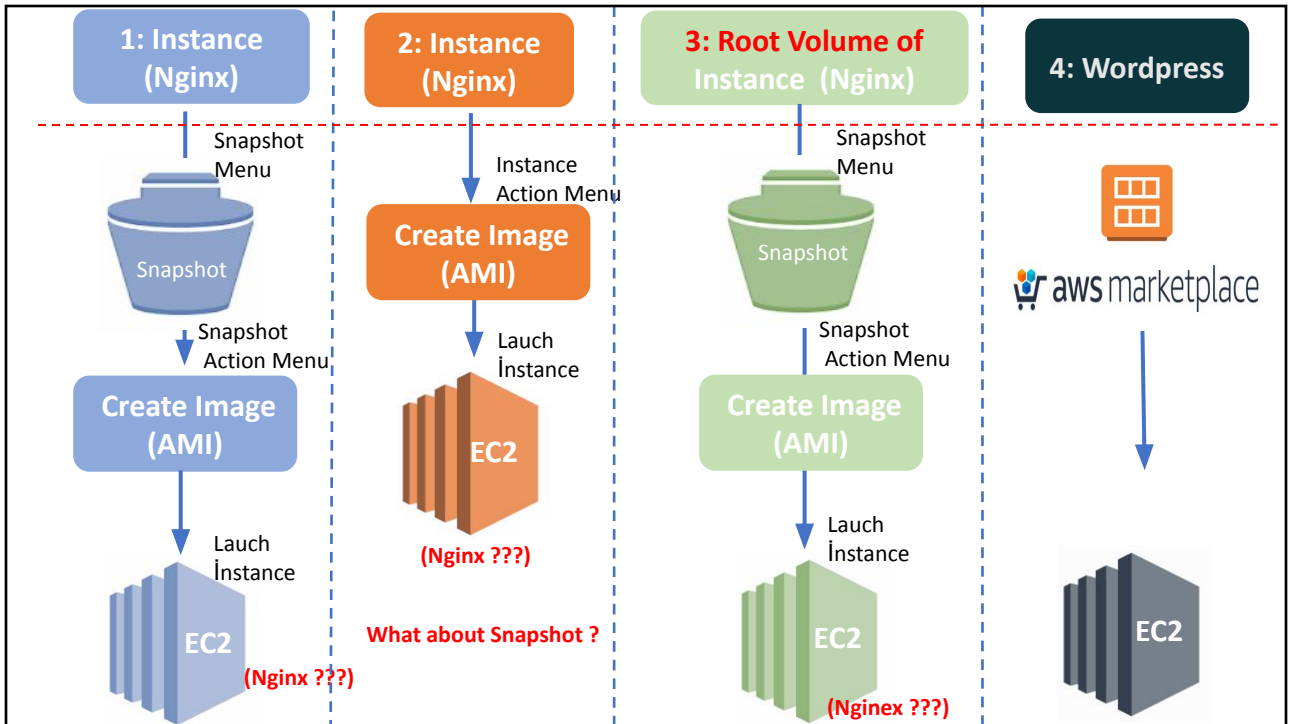 1: Instance
(Nginx)
Snapshot
Menu
Snapshot
Snapshot
Action Menu
Create Image
(AMI)
Lauch
İnstance
EC2
(Nginx ???)
2: Instance
(Nginx)
Instance
Action Menu
Create Image
(AMI)
Lauch
İnstance
EC2
(Nginx ???)
What about Snapshot ?
3: Root Volume of
Instance (Nginx)
Snapshot
Menu
Snapshot
Snapshot
Action Menu
Create Image
(AMI)
Lauch
İnstance
EC2
(Nginex ???)
4: Wordpress
aws marketplace
EC2